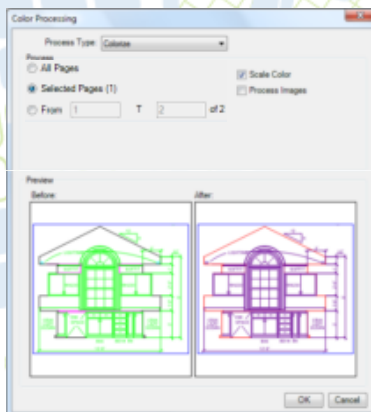 Color Processing
Process Type: Colorize
Process
All Pages
Scale Color
Selected Pages (1)
Process Images
From 1 T 2 of 2
Preview
Before: After:
OK Cancel